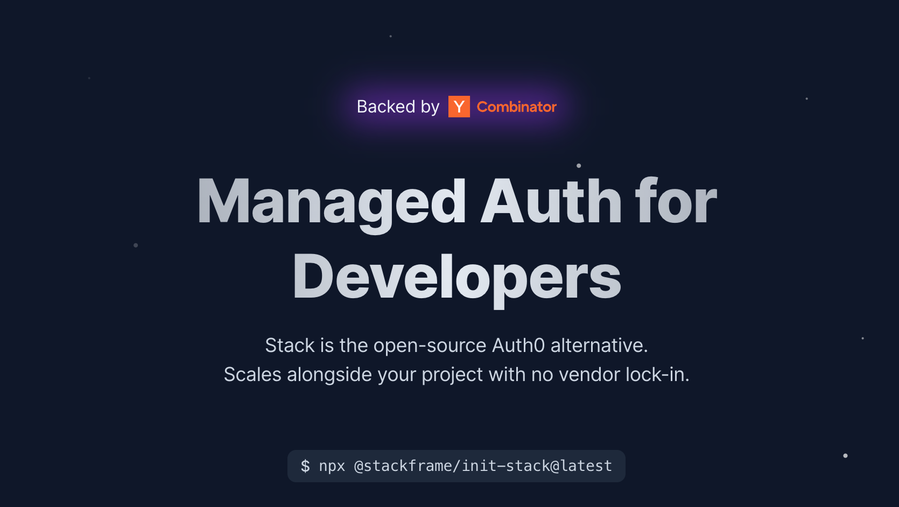 Backed by Y Combinator
Managed Auth for
Developers
Stack is the open-source Auth0 alternative.
Scales alongside your project with no vendor lock-in.
$ npx @stackframe/init-stack@latest